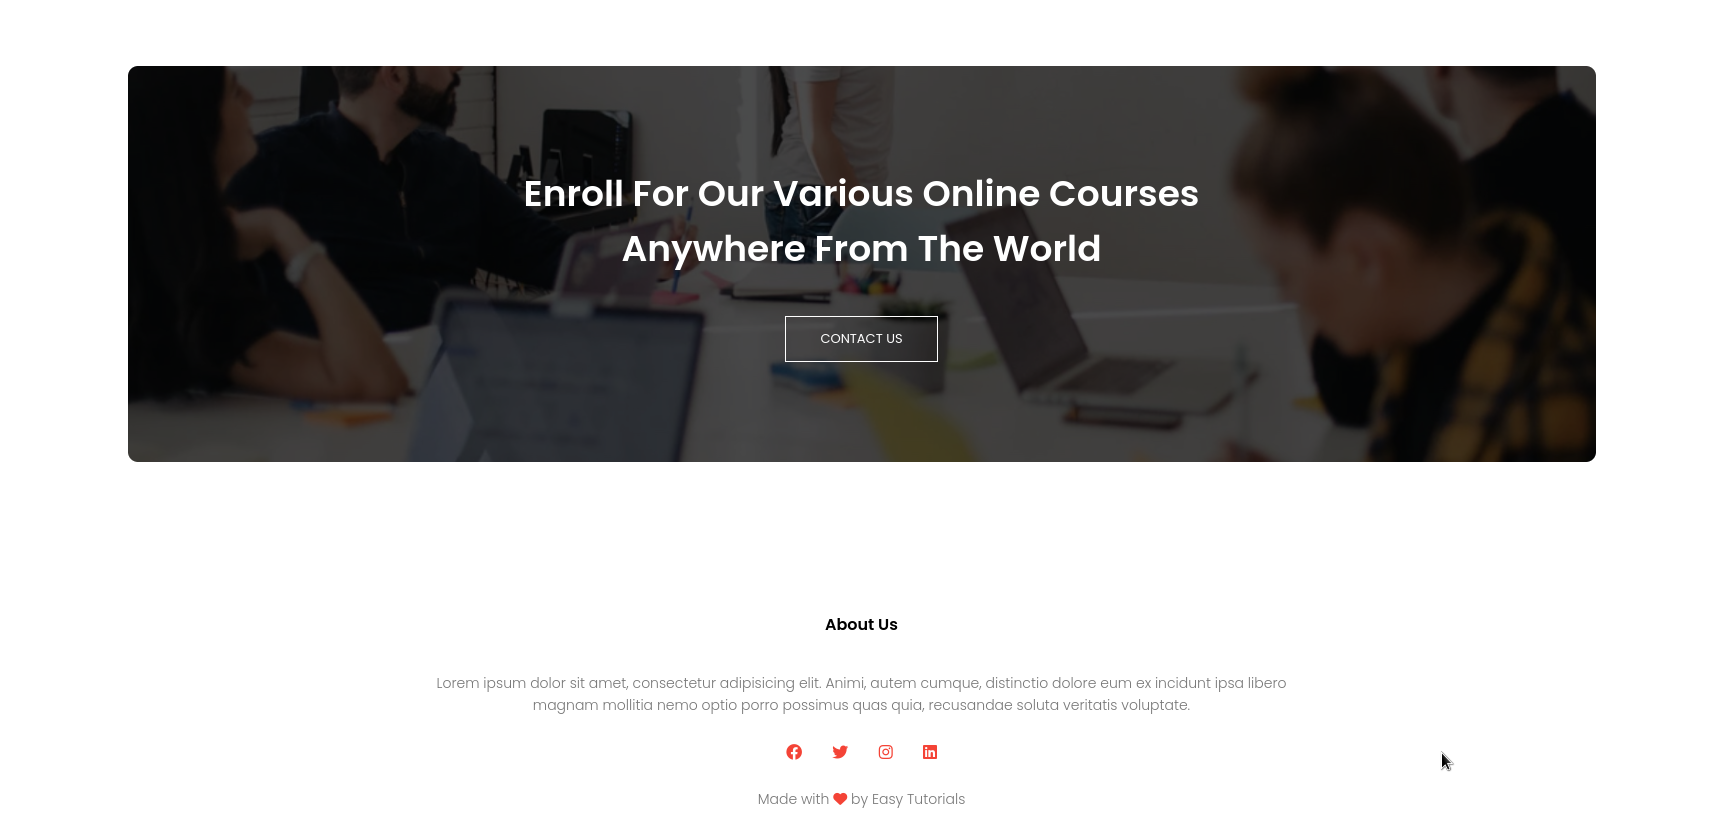 Enroll For Our Various Online Courses
Anywhere From The World
CONTACT US
About Us
Lorem ipsum dolor sit amet, consectetur adipisicing elit. Animi, autem cumque, distinctio dolore eum ex incidunt ipsa libero
magnam mollitia nemo optio porro possimus quas quia, recusandae soluta veritatis voluptate.
Made with ❤ by Easy Tutorials